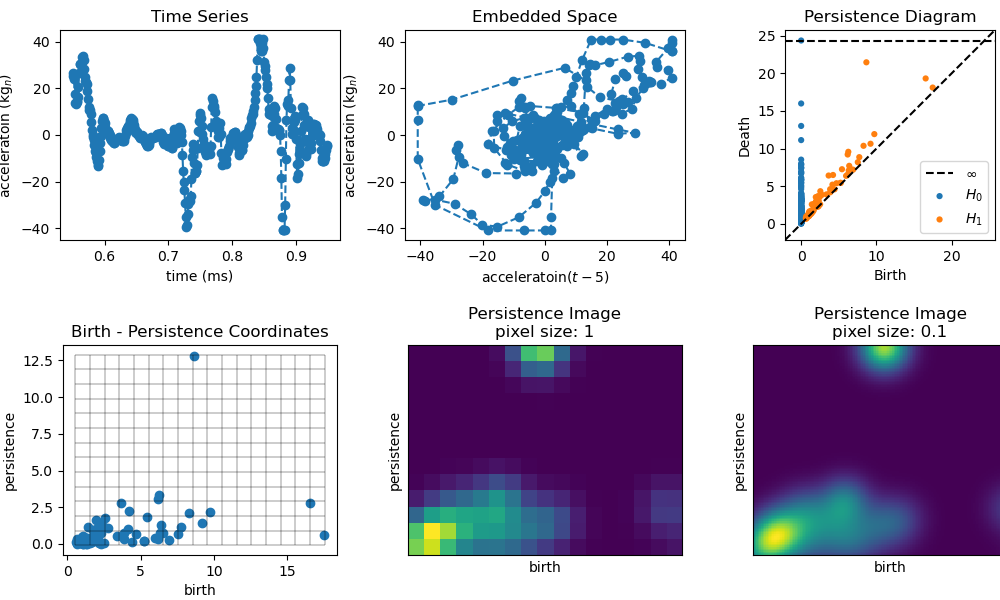 Time Series
Embedded Space
Persistence Diagram
acceleratoin (kg_n)
40
20
0
−20
−40
0.6
0.7
0.8
0.9
time (ms)
acceleratoin (kg_n)
40
20
0
−20
−40
−40
−20
0
20
40
acceleratoin(t − 5)
Death
25
20
15
10
5
0
0
10
20
Birth
∞
H_0
H_1
Birth - Persistence Coordinates
persistence
12.5
10.0
7.5
5.0
2.5
0.0
0
5
10
15
birth
Persistence Image
pixel size: 1
persistence
birth
Persistence Image
pixel size: 0.1
persistence
birth